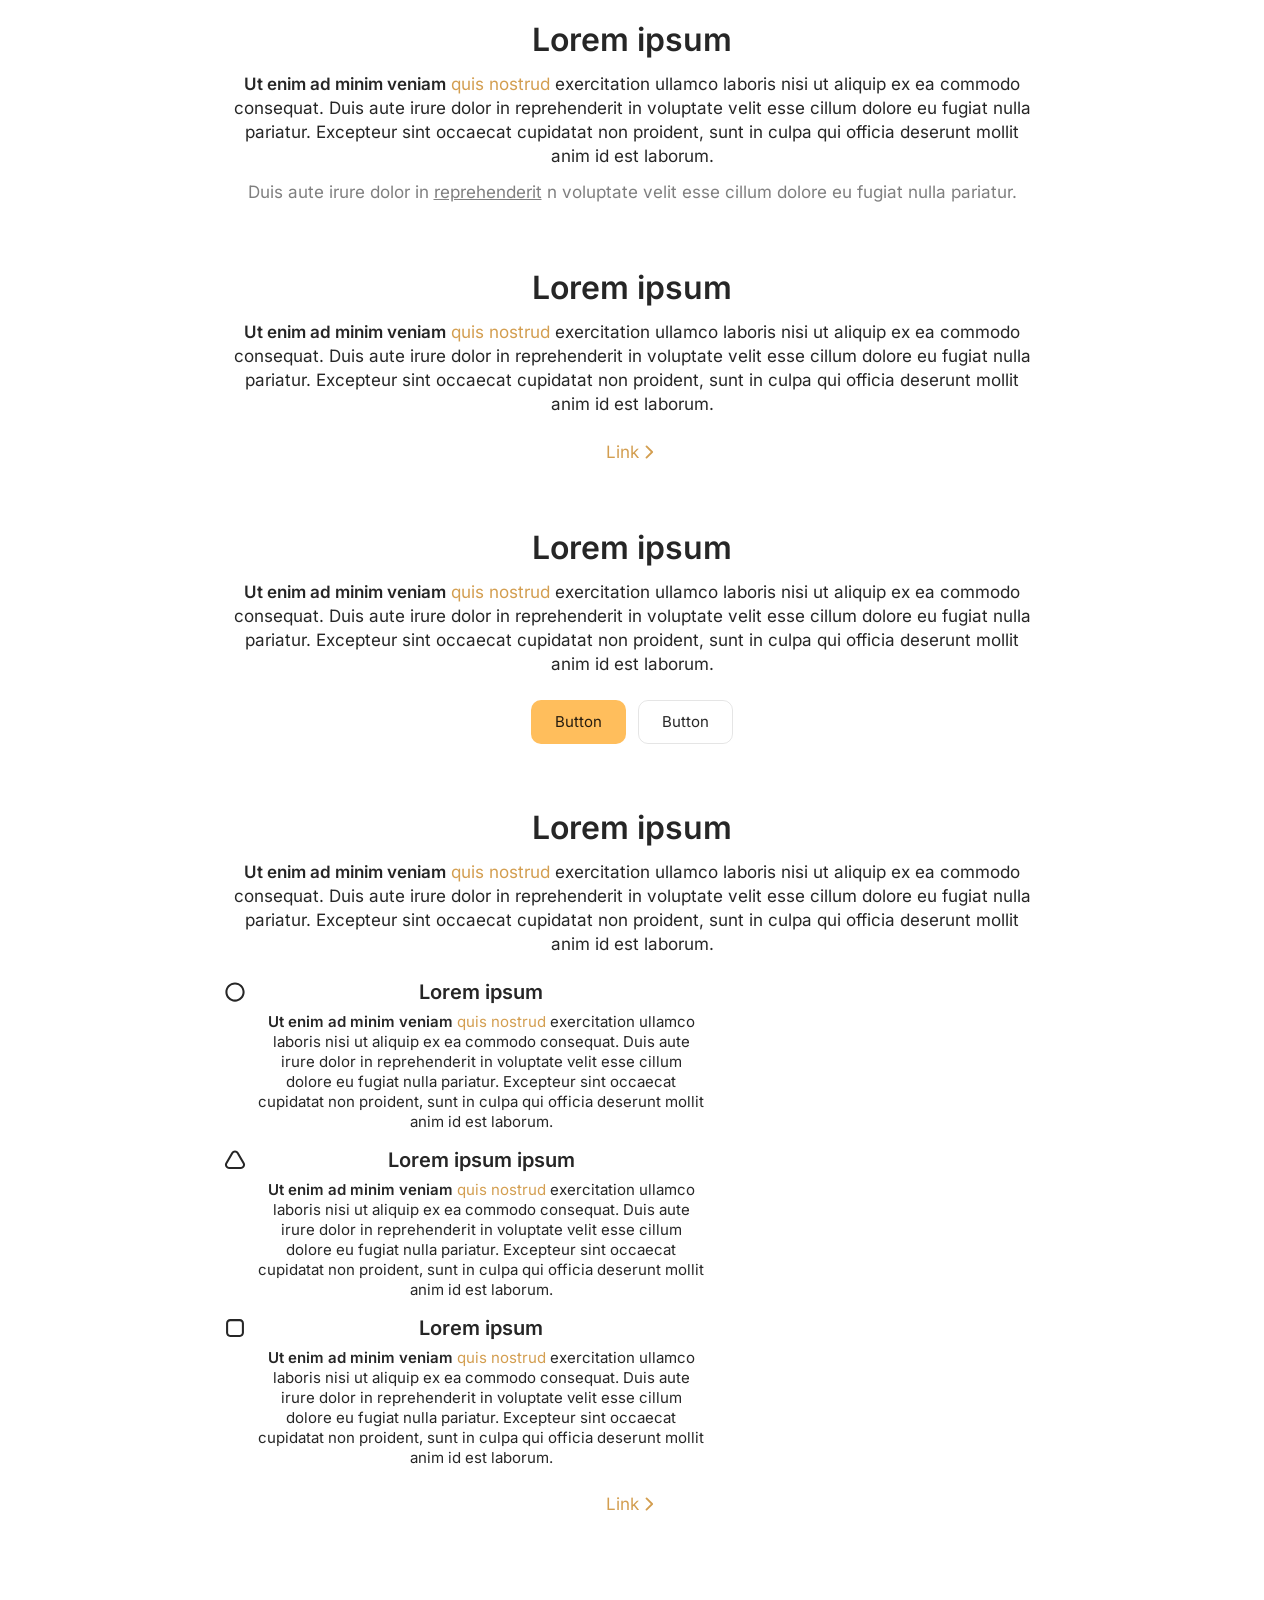 Lorem ipsum
Ut enim ad minim veniam quis nostrud exercitation ullamco laboris nisi ut aliquip ex ea commodo
consequat. Duis aute irure dolor in reprehenderit in voluptate velit esse cillum dolore eu fugiat nulla
pariatur. Excepteur sint occaecat cupidatat non proident, sunt in culpa qui officia deserunt mollit
anim id est laborum.
Duis aute irure dolor in reprehenderit n voluptate velit esse cillum dolore eu fugiat nulla pariatur.
Lorem ipsum
Ut enim ad minim veniam quis nostrud exercitation ullamco laboris nisi ut aliquip ex ea commodo
consequat. Duis aute irure dolor in reprehenderit in voluptate velit esse cillum dolore eu fugiat nulla
pariatur. Excepteur sint occaecat cupidatat non proident, sunt in culpa qui officia deserunt mollit
anim id est laborum.
Link
Lorem ipsum
Ut enim ad minim veniam quis nostrud exercitation ullamco laboris nisi ut aliquip ex ea commodo
consequat. Duis aute irure dolor in reprehenderit in voluptate velit esse cillum dolore eu fugiat nulla
pariatur. Excepteur sint occaecat cupidatat non proident, sunt in culpa qui officia deserunt mollit
anim id est laborum.
Button Button
Lorem ipsum
Ut enim ad minim veniam quis nostrud exercitation ullamco laboris nisi ut aliquip ex ea commodo
consequat. Duis aute irure dolor in reprehenderit in voluptate velit esse cillum dolore eu fugiat nulla
pariatur. Excepteur sint occaecat cupidatat non proident, sunt in culpa qui officia deserunt mollit
anim id est laborum.
Lorem ipsum
Ut enim ad minim veniam quis nostrud exercitation ullamco
laboris nisi ut aliquip ex ea commodo consequat. Duis aute
irure dolor in reprehenderit in voluptate velit esse cillum
dolore eu fugiat nulla pariatur. Excepteur sint occaecat
cupidatat non proident, sunt in culpa qui officia deserunt mollit
anim id est laborum.
Lorem ipsum ipsum
Ut enim ad minim veniam quis nostrud exercitation ullamco
laboris nisi ut aliquip ex ea commodo consequat. Duis aute
irure dolor in reprehenderit in voluptate velit esse cillum
dolore eu fugiat nulla pariatur. Excepteur sint occaecat
cupidatat non proident, sunt in culpa qui officia deserunt mollit
anim id est laborum.
Lorem ipsum
Ut enim ad minim veniam quis nostrud exercitation ullamco
laboris nisi ut aliquip ex ea commodo consequat. Duis aute
irure dolor in reprehenderit in voluptate velit esse cillum
dolore eu fugiat nulla pariatur. Excepteur sint occaecat
cupidatat non proident, sunt in culpa qui officia deserunt mollit
anim id est laborum.
Link